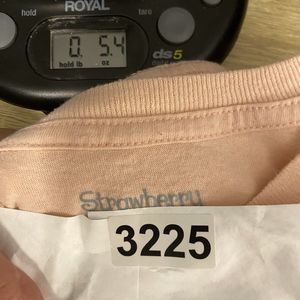 hold
ROYAL
tare
0. 5.4
hold lb
oz
ds5
Strawberry
3225